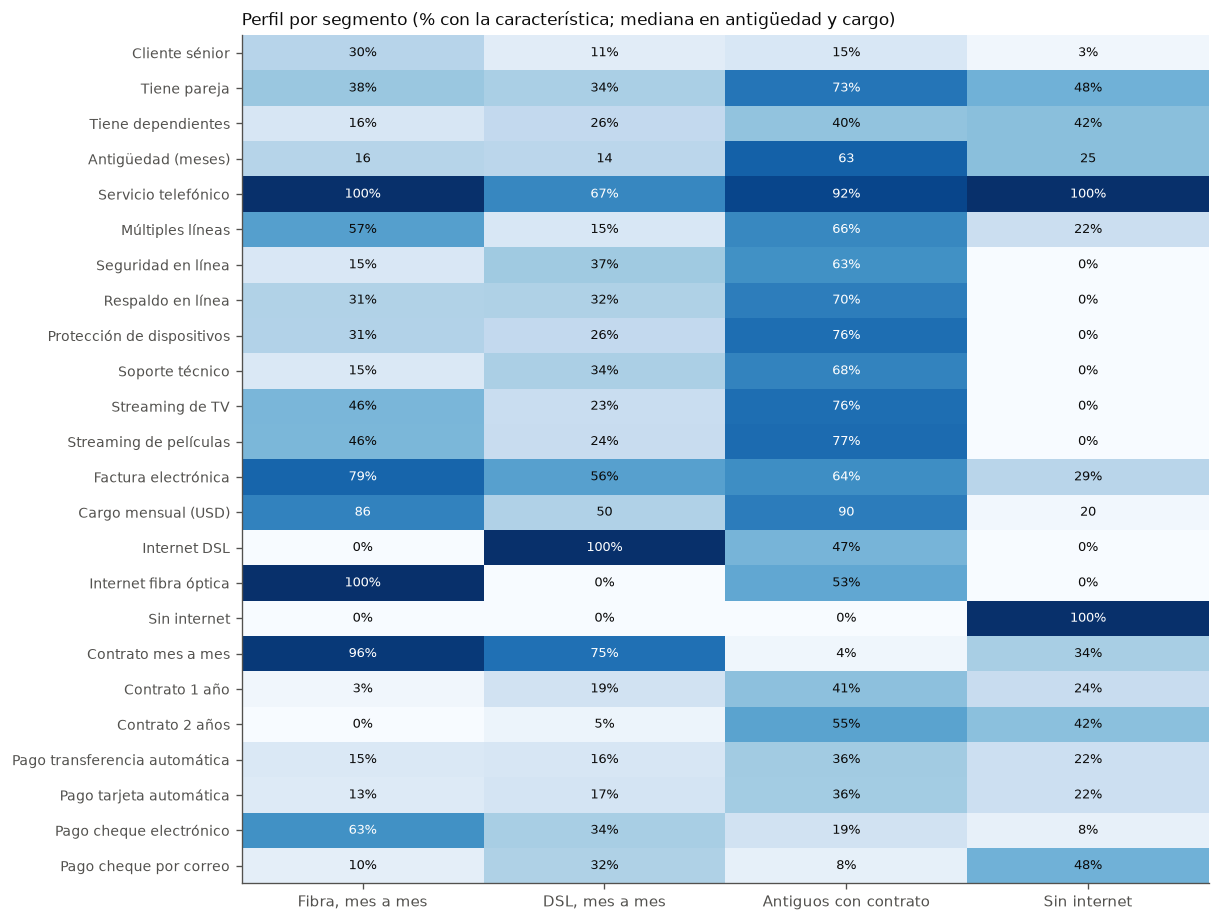 Perfil por segmento (% con la característica; mediana en antigüedad y cargo)
Cliente sénior 30% 11% 15% 3%
Tiene pareja 38% 34% 73% 48%
Tiene dependientes 16% 26% 40% 42%
Antigüedad (meses) 16 14 63 25
Servicio telefónico 100% 67% 92% 100%
Múltiples líneas 57% 15% 66% 22%
Seguridad en línea 15% 37% 63% 0%
Respaldo en línea 31% 32% 70% 0%
Protección de dispositivos 31% 26% 76% 0%
Soporte técnico 15% 34% 68% 0%
Streaming de TV 46% 23% 76% 0%
Streaming de películas 46% 24% 77% 0%
Factura electrónica 79% 56% 64% 29%
Cargo mensual (USD) 86 50 90 20
Internet DSL 0% 100% 47% 0%
Internet fibra óptica 100% 0% 53% 0%
Sin internet 0% 0% 0% 100%
Contrato mes a mes 96% 75% 4% 34%
Contrato 1 año 3% 19% 41% 24%
Contrato 2 años 0% 5% 55% 42%
Pago transferencia automática 15% 16% 36% 22%
Pago tarjeta automática 13% 17% 36% 22%
Pago cheque electrónico 63% 34% 19% 8%
Pago cheque por correo 10% 32% 8% 48%
Fibra, mes a mes DSL, mes a mes Antiguos con contrato Sin internet